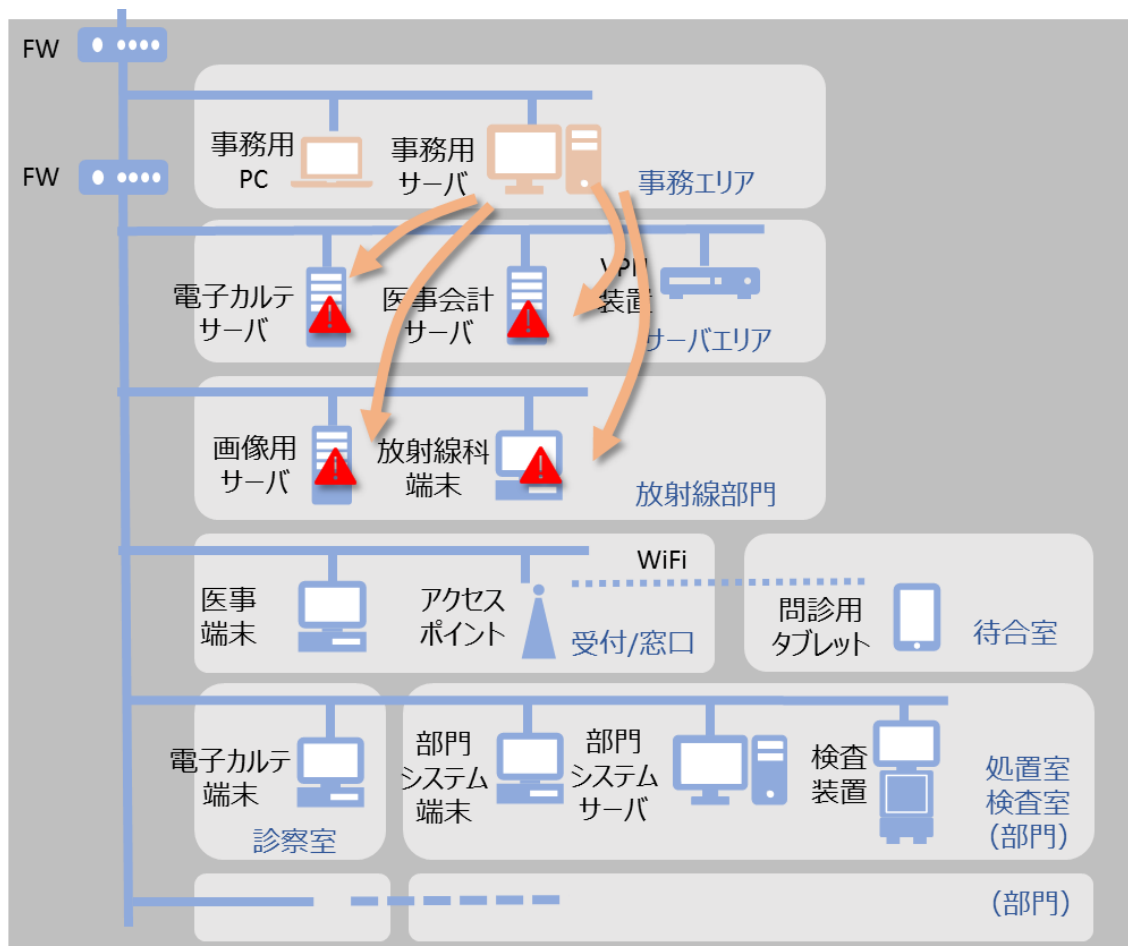 FW
事務用
PC
事務用
サーバ
事務エリア
FW
電子カルテ
サーバ
医事会計
サーバ
VPN
装置
サーバエリア
画像用
サーバ
放射線科
端末
放射線部門
医事
端末
アクセス
ポイント
WiFi
受付/窓口
問診用
タブレット
待合室
電子カルテ
端末
診察室
部門
システム
端末
部門
システム
サーバ
検査
装置
処置室
検査室
(部門)
(部門)